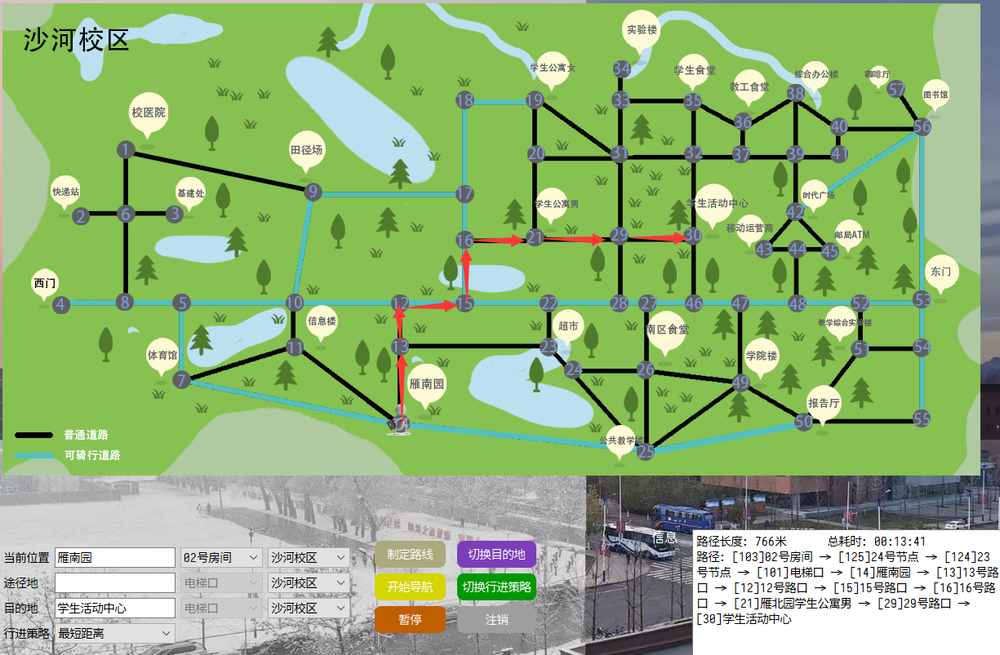 沙河校区
实验楼
学生公寓女
学生食堂
教工食堂
综合办公楼
咖啡厅
图书馆
34
57
38
18
19
33
35
36
40
56
校医院
田径场
1
20
31
32
37
39
41
快递站
基建处
9
17
学生公寓男
学生活动中心
时代广场
2
6
3
42
移动运营商
邮局ATM
16
21
29
30
43
44
45
西门
东门
4
8
5
10
12
15
22
28
27
46
47
48
52
53
信息楼
超市
南区食堂
教学综合实验楼
体育馆
11
13
23
学院楼
51
54
7
24
26
49
雁南园
报告厅
14
50
55
普通道路
公共教学楼
25
可骑行道路
信息
当前位置 雁南园 02号房间 沙河校区
途径地 电梯口 沙河校区
目的地 学生活动中心 电梯口 沙河校区
行进策略 最短距离
制定路线 切换目的地
开始导航 切换行进策略
暂停 注销
路径长度: 766米 总耗时: 00:13:41
路径: [103]02号房间 → [125]24号节点 → [124]23
号节点 → [101]电梯口 → [14]雁南园 → [13]13号路
口 → [12]12号路口 → [15]15号路口 → [16]16号路
口 → [21]雁北园学生公寓男 → [29]29号路口 →
[30]学生活动中心